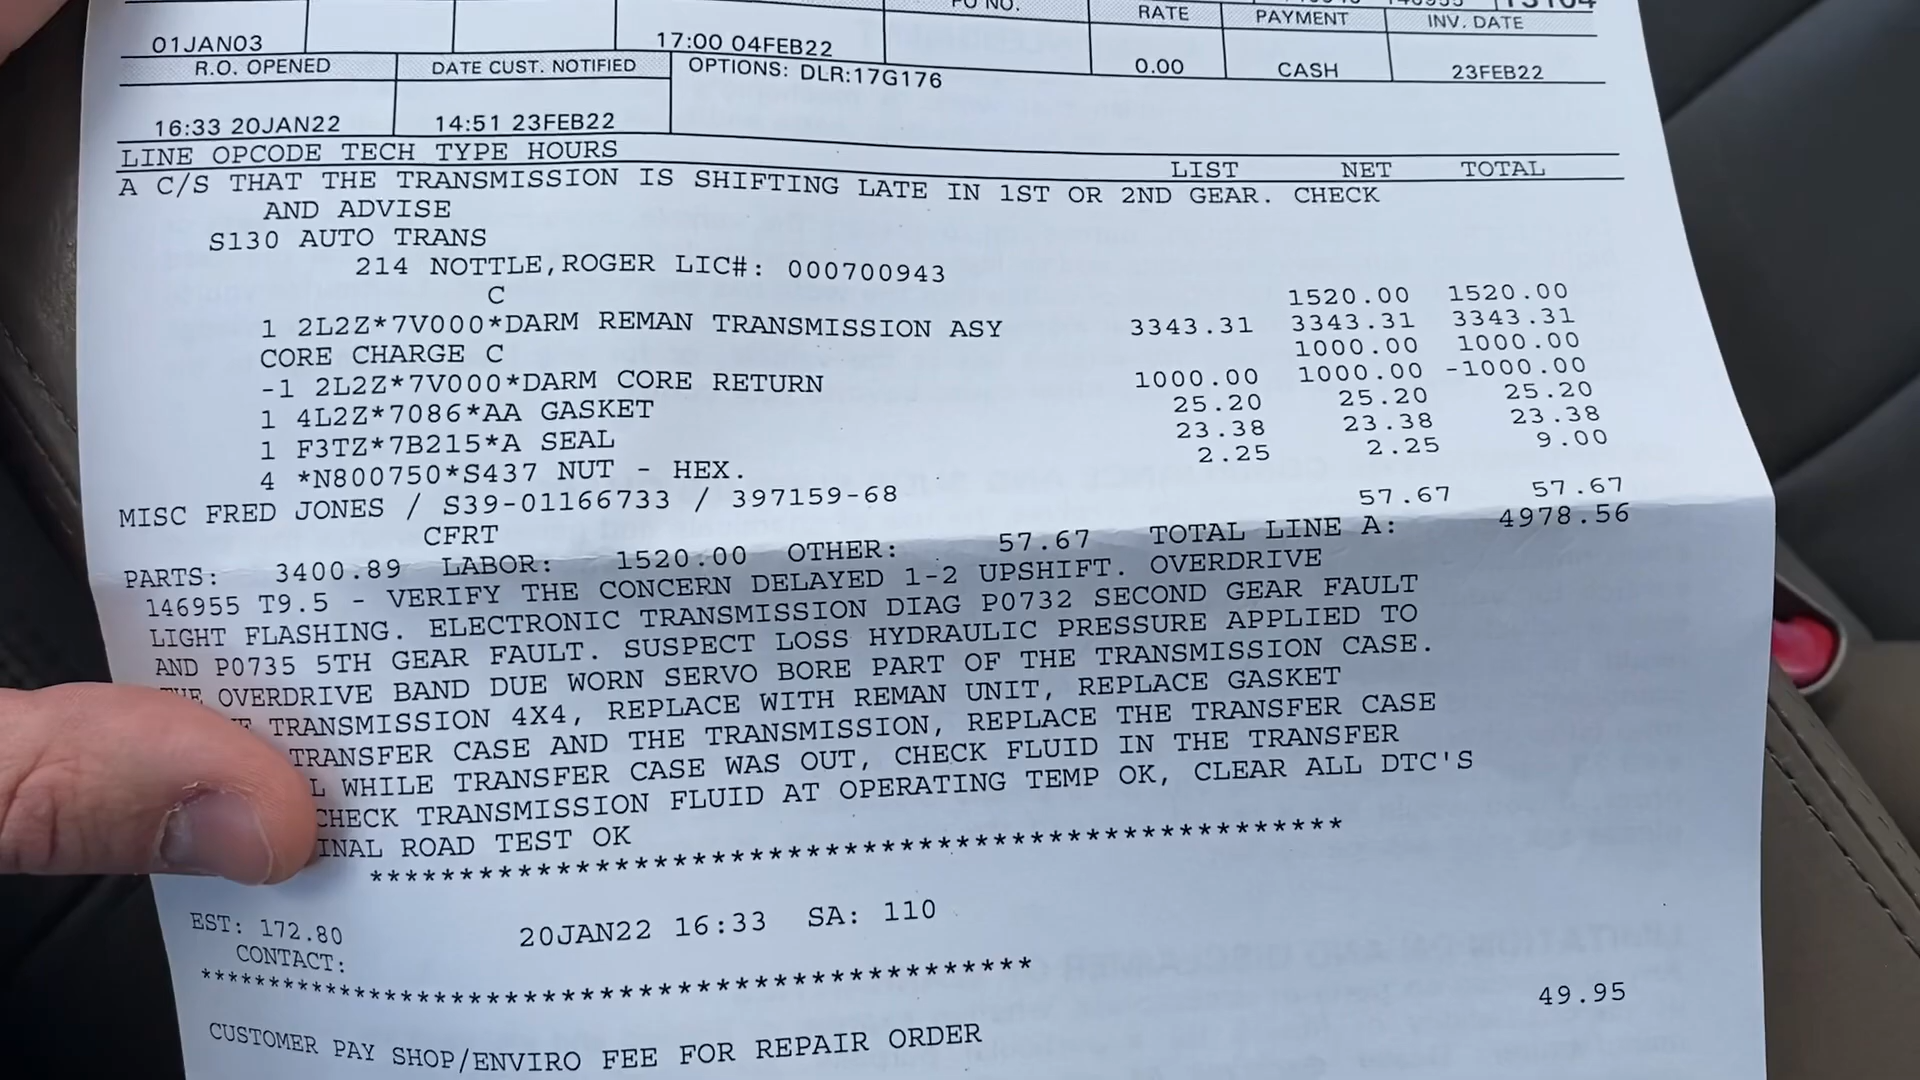 RATE PAYMENT INV. DATE
01JAN03 17:00 04FEB22 0.00 CASH 23FEB22
R.O. OPENED DATE CUST. NOTIFIED OPTIONS: DLR:17G176
16:33 20JAN22 14:51 23FEB22
LINE OPCODE TECH TYPE HOURS LIST NET TOTAL
A C/S THAT THE TRANSMISSION IS SHIFTING LATE IN 1ST OR 2ND GEAR. CHECK
AND ADVISE
S130 AUTO TRANS
214 NOTTLE,ROGER LIC#: 000700943
C 1520.00 1520.00
1 2L2Z*7V000*DARM REMAN TRANSMISSION ASY 3343.31 3343.31 3343.31
CORE CHARGE C 1000.00 1000.00
-1 2L2Z*7V000*DARM CORE RETURN 1000.00 1000.00 -1000.00
1 4L2Z*7086*AA GASKET 25.20 25.20 25.20
1 F3TZ*7B215*A SEAL 23.38 23.38 23.38
4 *N800750*S437 NUT - HEX. 2.25 2.25 9.00
MISC FRED JONES / S39-01166733 / 397159-68
CFRT 57.67 57.67
PARTS: 3400.89 LABOR: 1520.00 OTHER: 57.67 TOTAL LINE A: 4978.56
146955 T9.5 - VERIFY THE CONCERN DELAYED 1-2 UPSHIFT. OVERDRIVE
LIGHT FLASHING. ELECTRONIC TRANSMISSION DIAG P0732 SECOND GEAR FAULT
AND P0735 5TH GEAR FAULT. SUSPECT LOSS HYDRAULIC PRESSURE APPLIED TO
THE OVERDRIVE BAND DUE WORN SERVO BORE PART OF THE TRANSMISSION CASE.
TRANSMISSION 4X4, REPLACE WITH REMAN UNIT, REPLACE GASKET
TRANSFER CASE AND THE TRANSMISSION, REPLACE THE TRANSFER CASE
WHILE TRANSFER CASE WAS OUT, CHECK FLUID IN THE TRANSFER
CHECK TRANSMISSION FLUID AT OPERATING TEMP OK, CLEAR ALL DTC'S
INAL ROAD TEST OK
*****************************************************
EST: 172.80 20JAN22 16:33 SA: 110
CONTACT:
*****************************************************
CUSTOMER PAY SHOP/ENVIRO FEE FOR REPAIR ORDER 49.95